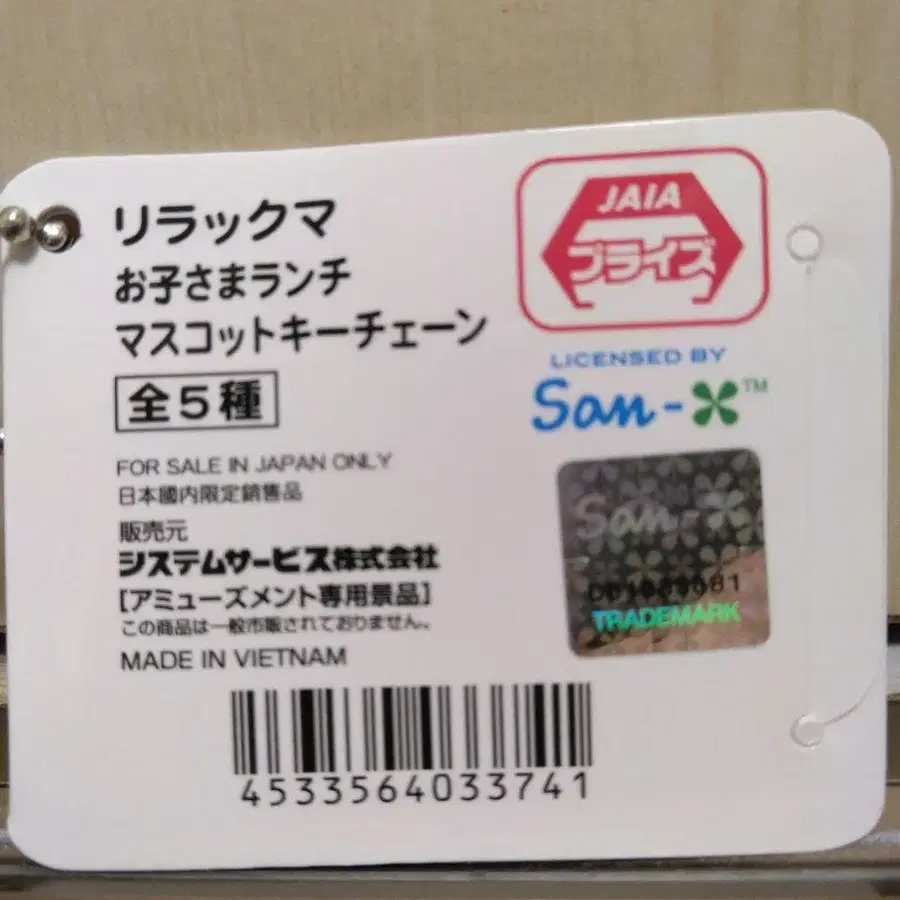 リラックマ
お子さまランチ
マスコットキーチェーン
全5種
FOR SALE IN JAPAN ONLY
日本國内限定銷售品
販売元
システムサービス株式会社
[アミューズメント専用景品]
この商品は一般市販されておりません。
MADE IN VIETNAM
4533564033741
JAIA
プライズ
LICENSED BY
San-X™
San-X
TRADEMARK